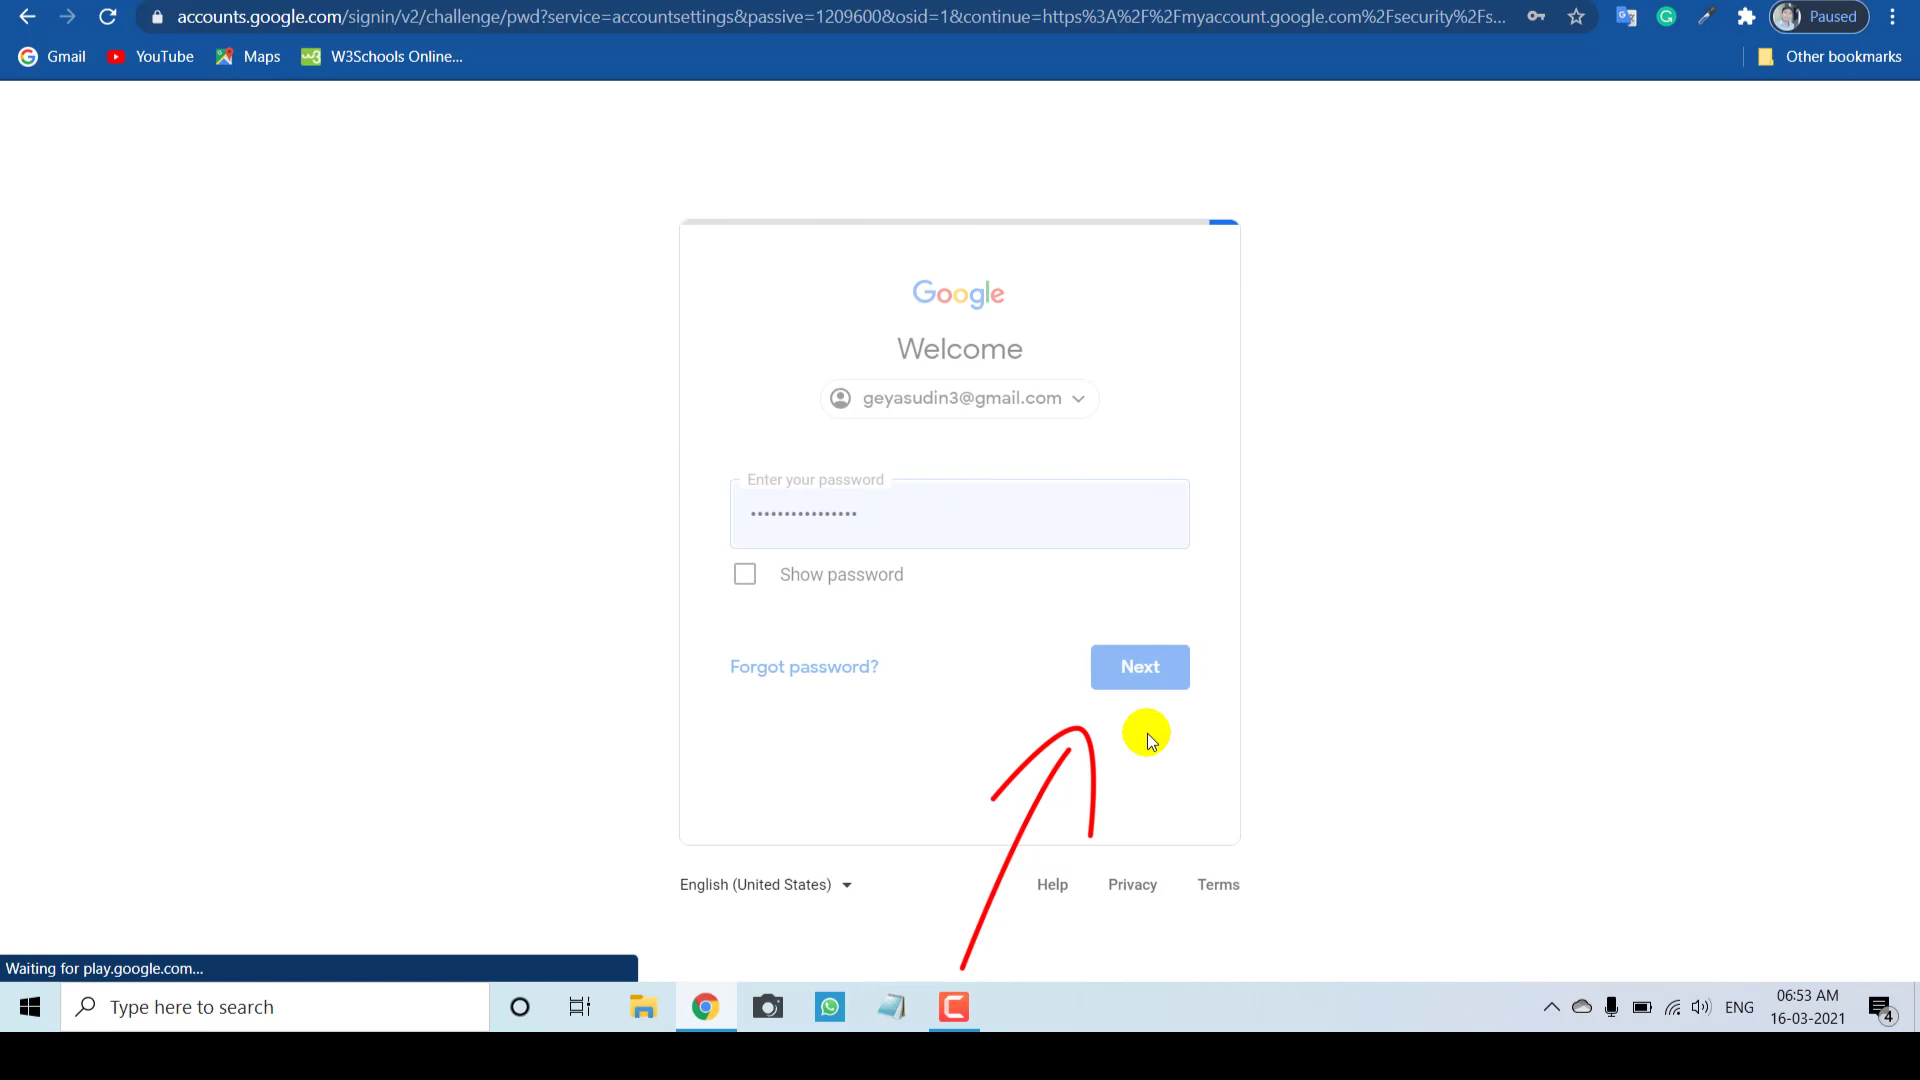 accounts.google.com/signin/v2/challenge/pwd?service=accountsettings&passive=1209600&osid=1&continue=https%3A%2F%2Fmyaccount.google.com%2Fsecurity%2Fs...
Paused
Gmail
YouTube
Maps
W3Schools Online...
Other bookmarks
Google
Welcome
geyasudin3@gmail.com
Enter your password
••••••••••••••••
Show password
Forgot password?
Next
English (United States)
Help
Privacy
Terms
Waiting for play.google.com...
Type here to search
ENG
06:53 AM
16-03-2021
4